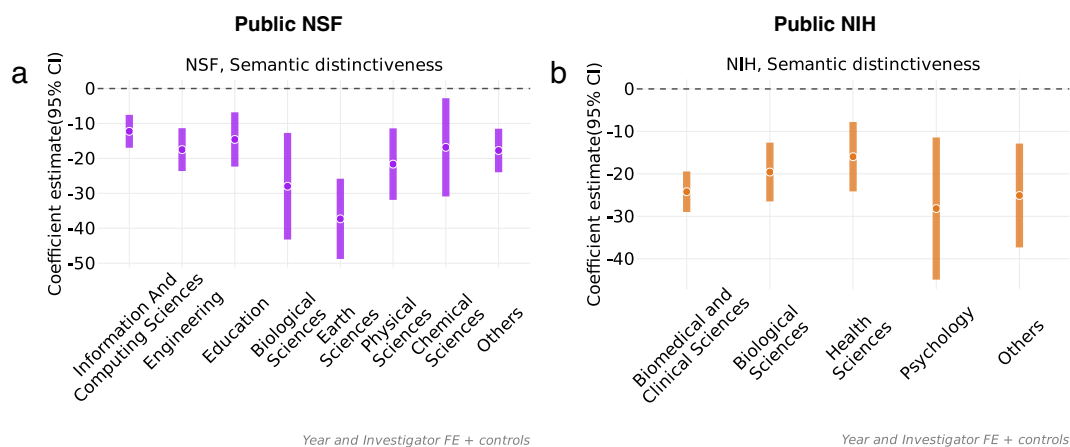 Public NSF
a
NSF, Semantic distinctiveness
Coefficient estimate(95% CI)
0
-10
-20
-30
-40
-50
Information And
Computing Sciences
Engineering
Education
Biological
Sciences
Earth
Sciences
Physical
Sciences
Chemical
Sciences
Others
Year and Investigator FE + controls
Public NIH
b
NIH, Semantic distinctiveness
Coefficient estimate(95% CI)
0
-10
-20
-30
-40
Biomedical and
Clinical Sciences
Biological
Sciences
Health
Sciences
Psychology
Others
Year and Investigator FE + controls